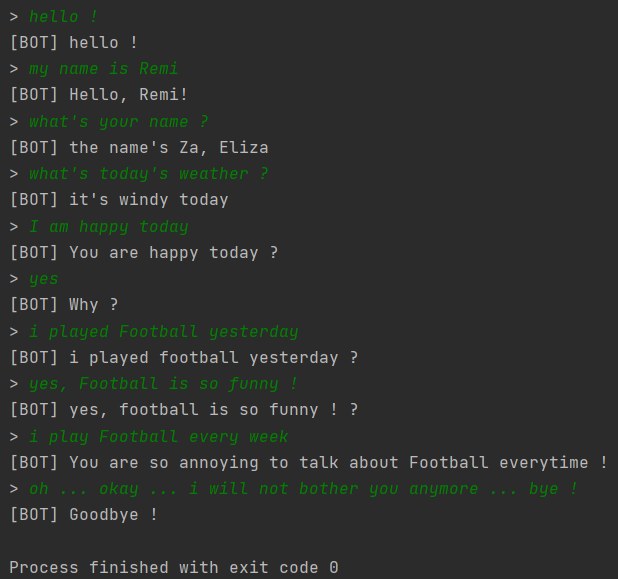 > hello !
[BOT] hello !
> my name is Remi
[BOT] Hello, Remi!
> what's your name ?
[BOT] the name's Za, Eliza
> what's today's weather ?
[BOT] it's windy today
> I am happy today
[BOT] You are happy today ?
> yes
[BOT] Why ?
> i played Football yesterday
[BOT] i played football yesterday ?
> yes, Football is so funny !
[BOT] yes, football is so funny ! ?
> i play Football every week
[BOT] You are so annoying to talk about Football everytime !
> oh ... okay ... i will not bother you anymore ... bye !
[BOT] Goodbye !
Process finished with exit code 0